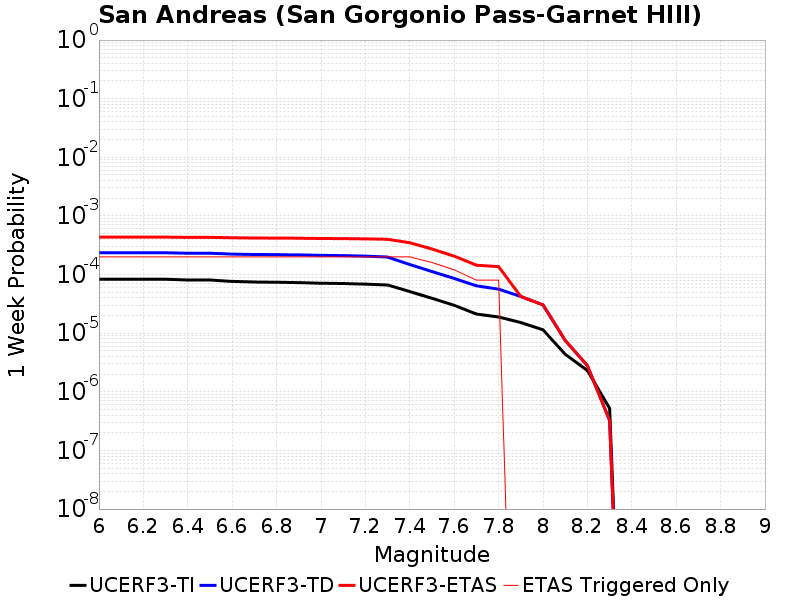 San Andreas (San Gorgonio Pass-Garnet HIll)
10^0
10^-1
10^-2
10^-3
10^-4
10^-5
10^-6
10^-7
10^-8
1 Week Probability
6 6.2 6.4 6.6 6.8 7 7.2 7.4 7.6 7.8 8 8.2 8.4 8.6 8.8 9
Magnitude
UCERF3-TI UCERF3-TD UCERF3-ETAS ETAS Triggered Only